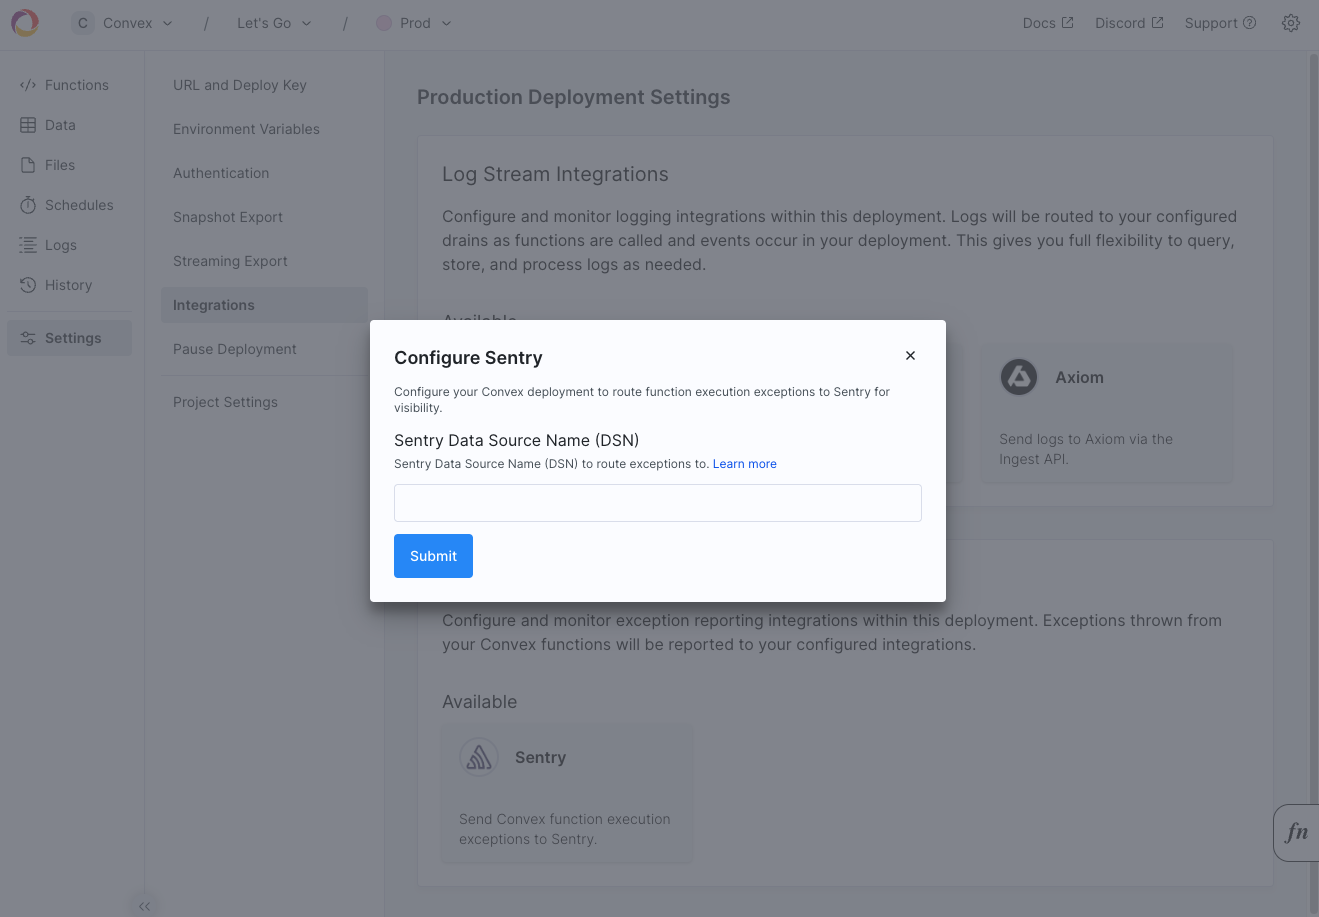 C Convex / Let's Go / Prod
Docs
Discord
Support
Functions
Data
Files
Schedules
Logs
History
Settings
URL and Deploy Key
Environment Variables
Authentication
Snapshot Export
Streaming Export
Integrations
Pause Deployment
Project Settings
Production Deployment Settings
Log Stream Integrations
Configure and monitor logging integrations within this deployment. Logs will be routed to your configured
drains as functions are called and events occur in your deployment. This gives you full flexibility to query,
store, and process logs as needed.
Available
Axiom
Send logs to Axiom via the
Ingest API.
Configure Sentry
Configure your Convex deployment to route function execution exceptions to Sentry for
visibility.
Sentry Data Source Name (DSN)
Sentry Data Source Name (DSN) to route exceptions to. Learn more
Submit
Configure and monitor exception reporting integrations within this deployment. Exceptions thrown from
your Convex functions will be reported to your configured integrations.
Available
Sentry
Send Convex function execution
exceptions to Sentry.
fn